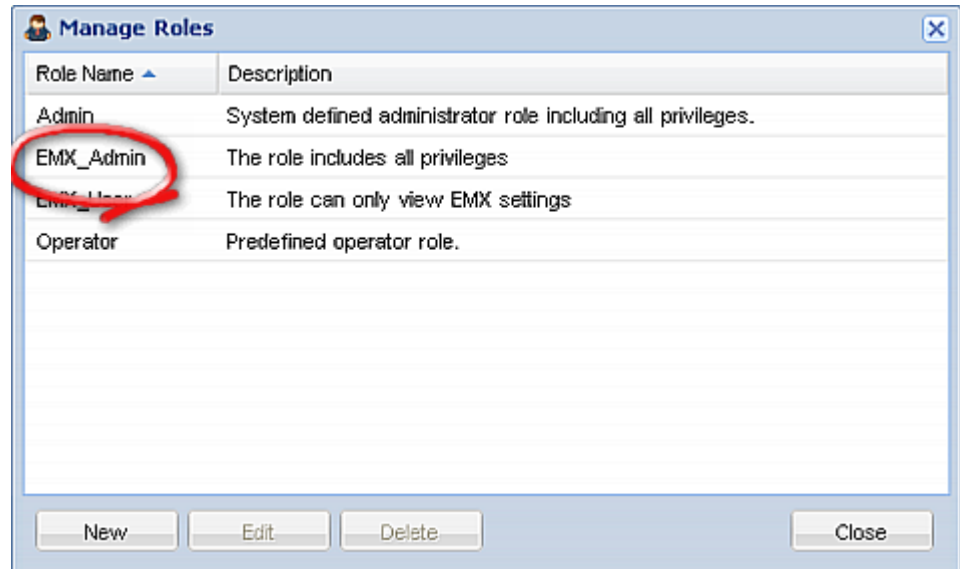 Manage Roles
Role Name Description
Admin System defined administrator role including all privileges.
EMX_Admin The role includes all privileges
EMX_User The role can only view EMX settings
Operator Predefined operator role.
New Edit Delete Close